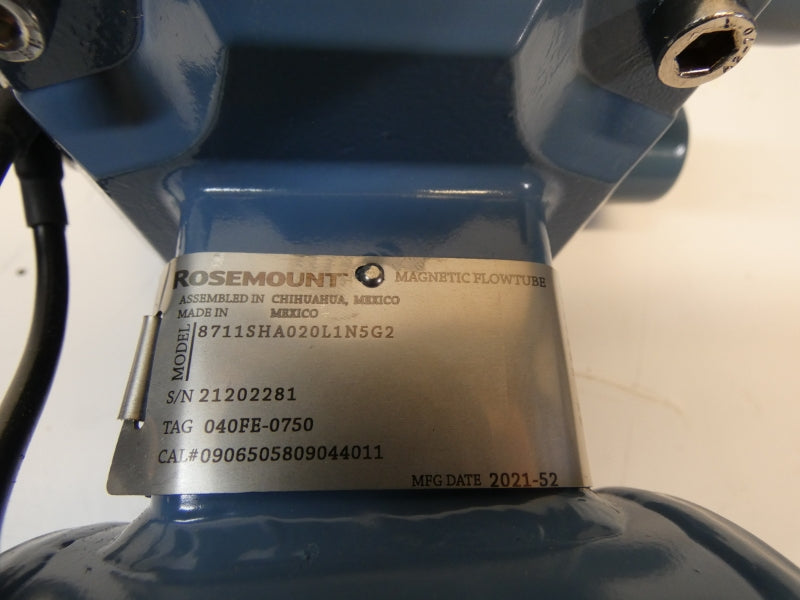 ROSEMOUNT MAGNETIC FLOWTUBE
ASSEMBLED IN CHIHUAHUA, MEXICO
MADE IN MEXICO
MODEL 8711SHA020L1N5G2
S/N 21202281
TAG 040FE-0750
CAL# 0906505809044011
MFG DATE 2021-52